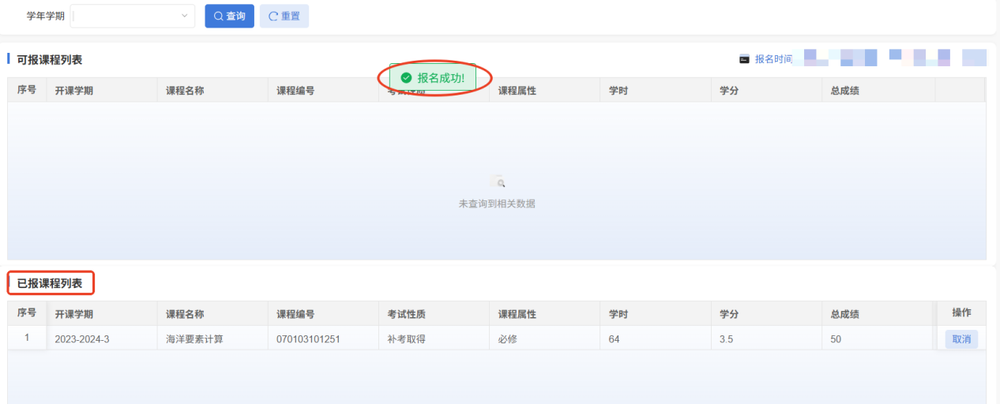 学年学期 查询 重置
可报课程列表 报名时间
报名成功!
序号 开课学期 课程名称 课程编号 考试性质 课程属性 学时 学分 总成绩
未查询到相关数据
已报课程列表
序号 开课学期 课程名称 课程编号 考试性质 课程属性 学时 学分 总成绩 操作
1 2023-2024-3 海洋要素计算 070103101251 补考取得 必修 64 3.5 50 取消